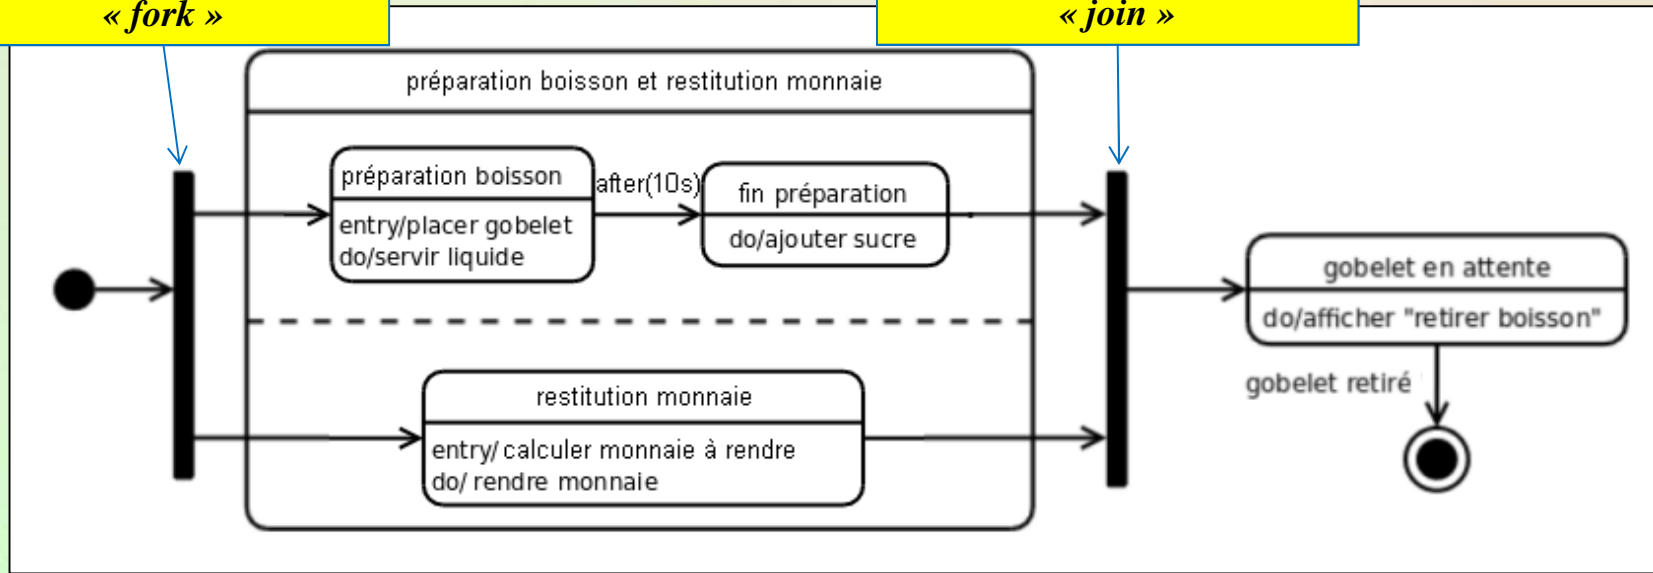 « fork »
« join »
préparation boisson et restitution monnaie
préparation boisson
entry/placer gobelet
do/servir liquide
after(10s)
fin préparation
do/ajouter sucre
gobelet en attente
do/afficher "retirer boisson"
gobelet retiré
restitution monnaie
entry/ calculer monnaie à rendre
do/ rendre monnaie